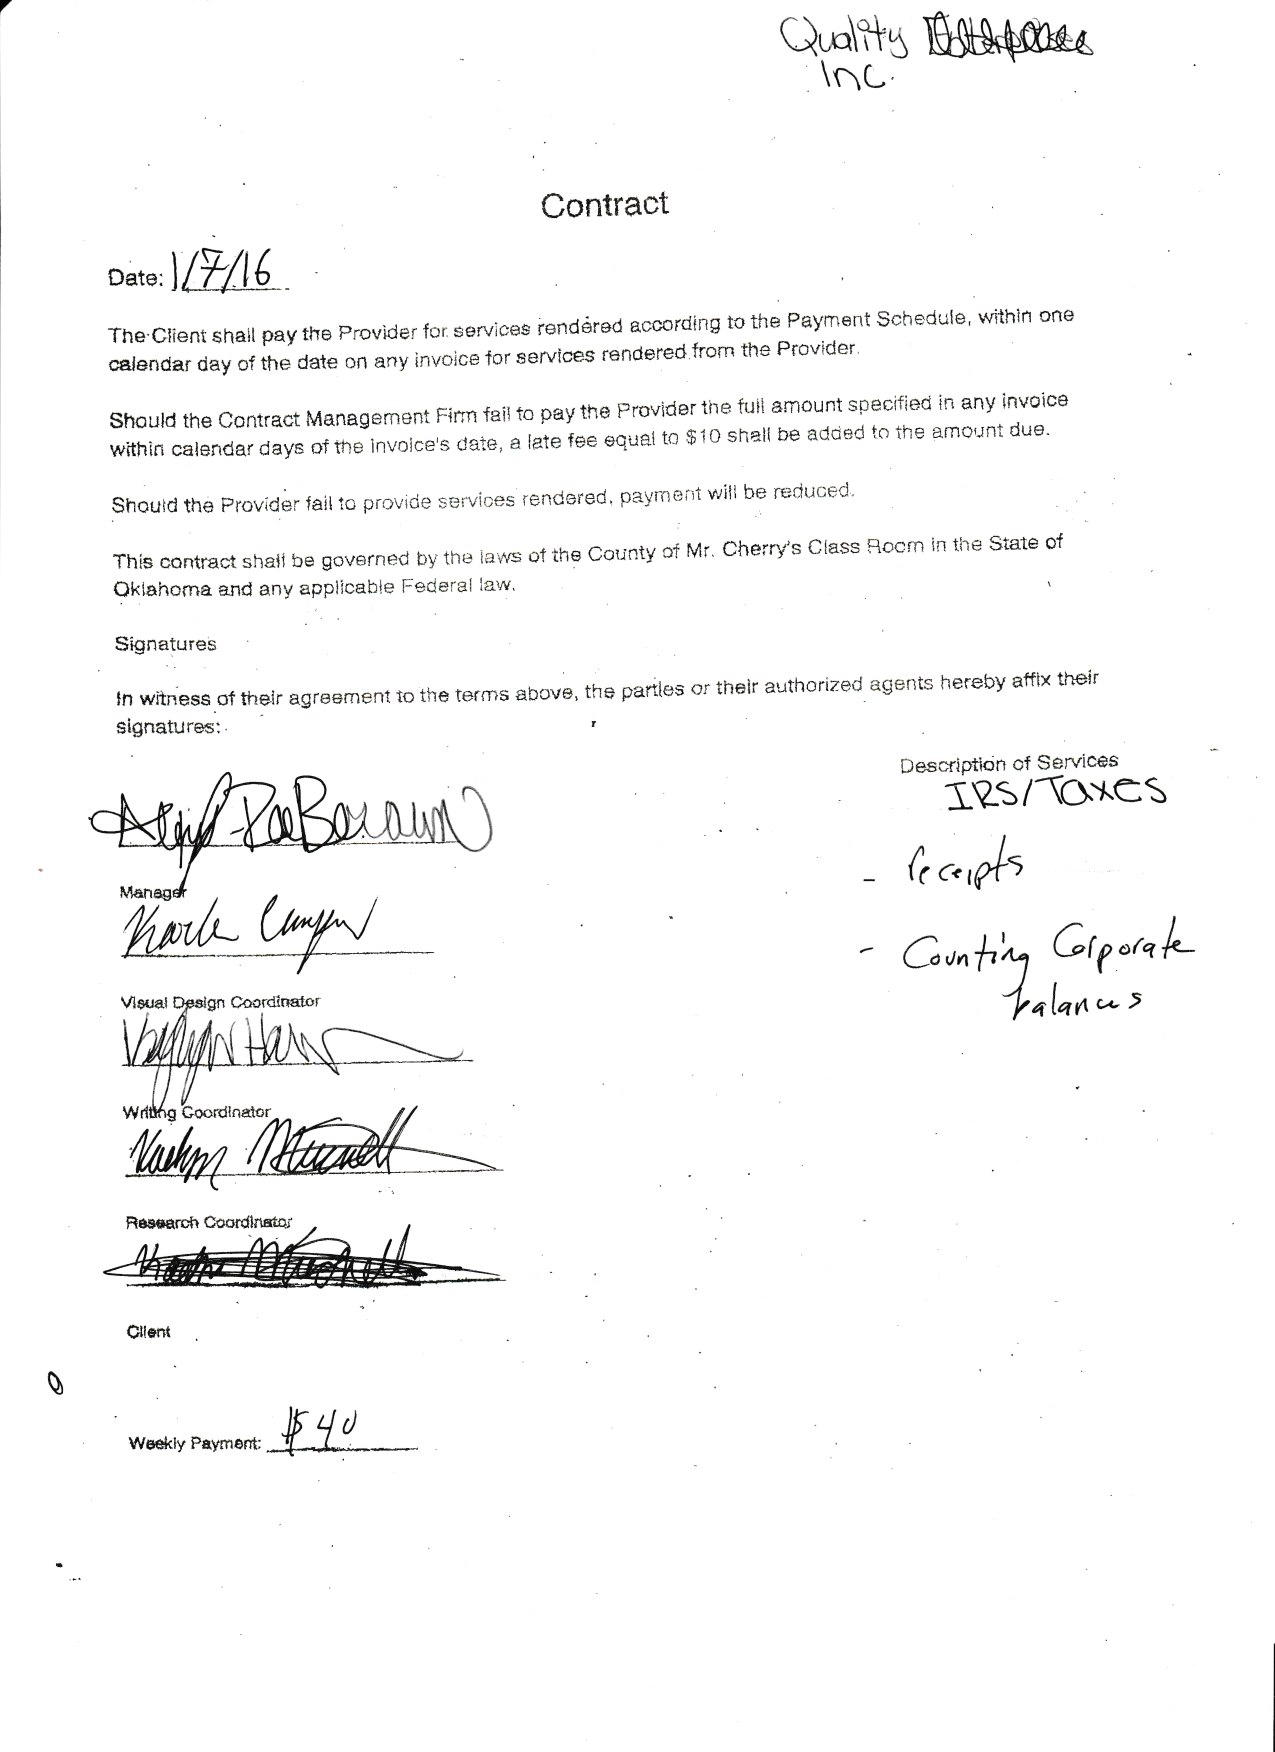 Quality
Inc.
Contract
Date: 1/7/16
The Client shall pay the Provider for services rendered according to the Payment Schedule, within one
calendar day of the date on any invoice for services rendered from the Provider.
Should the Contract Management Firm fail to pay the Provider the full amount specified in any invoice
within calendar days of the invoice's date, a late fee equal to $10 shall be added to the amount due.
Should the Provider fail to provide services rendered, payment will be reduced.
This contract shall be governed by the laws of the County of Mr. Cherry's Class Room in the State of
Oklahoma and any applicable Federal law.
Signatures
In witness of their agreement to the terms above, the parties or their authorized agents hereby affix their
signatures:
Description of Services
IRS/Taxes
- receipts
- Counting Corporate
balances
Manager
Visual Design Coordinator
Writing Coordinator
Research Coordinator
Client
Weekly Payment: $40